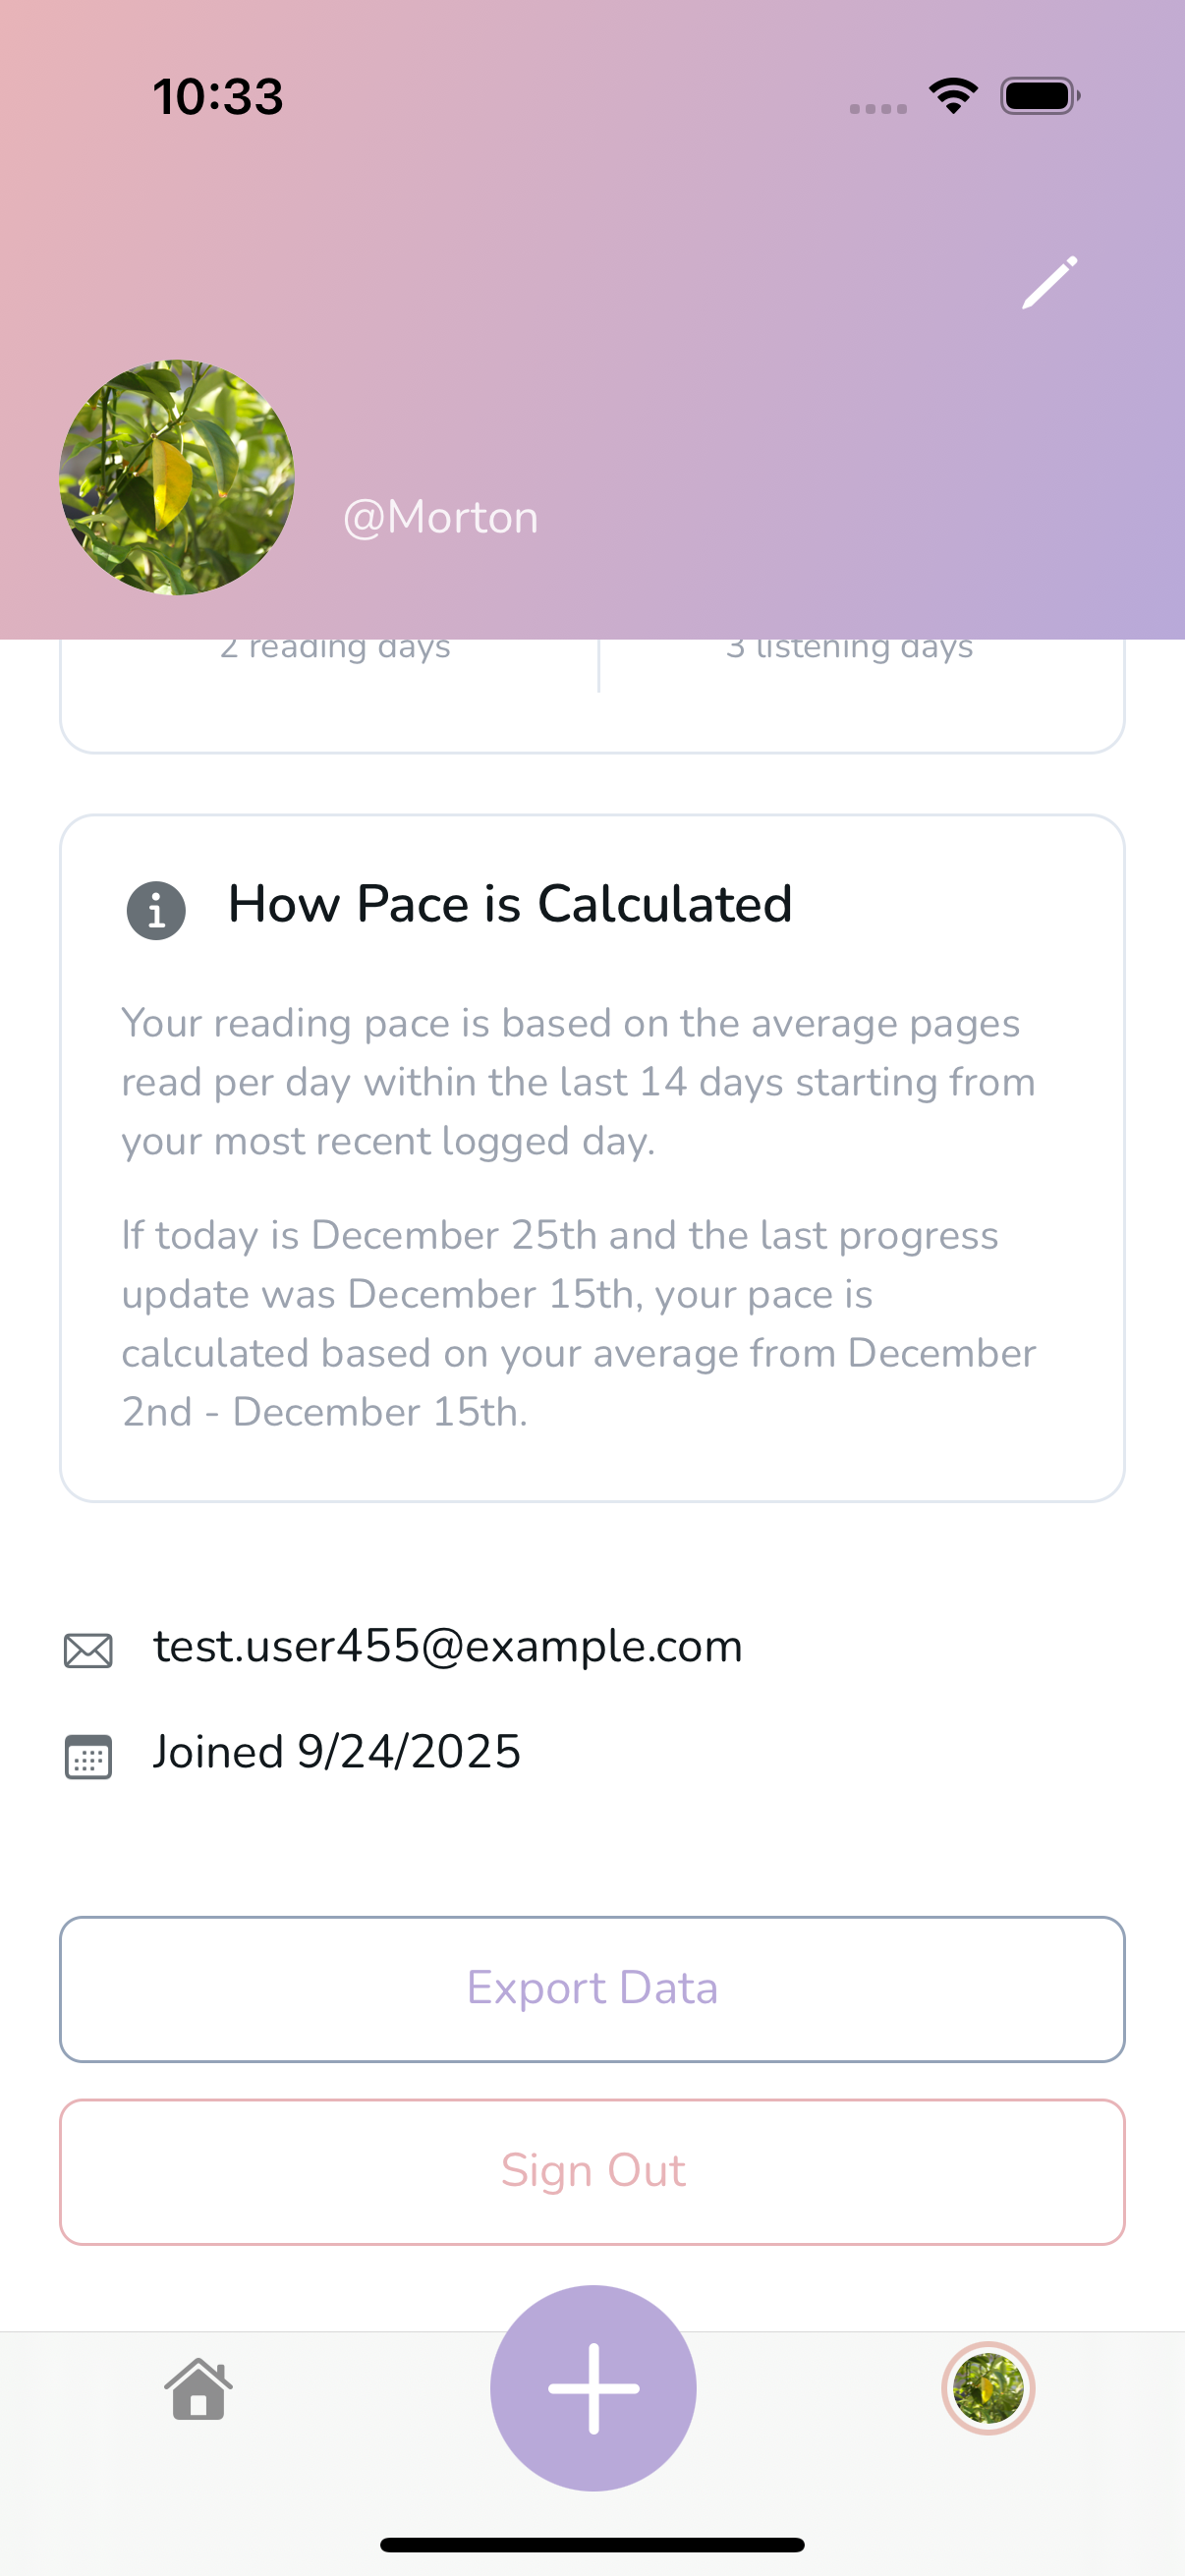 10:33
@Morton
2 reading days
3 listening days
How Pace is Calculated
Your reading pace is based on the average pages
read per day within the last 14 days starting from
your most recent logged day.
If today is December 25th and the last progress
update was December 15th, your pace is
calculated based on your average from December
2nd - December 15th.
test.user455@example.com
Joined 9/24/2025
Export Data
Sign Out